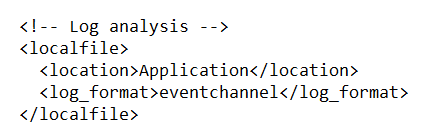 <!-- Log analysis -->
<localfile>
  <location>Application</location>
  <log_format>eventchannel</log_format>
</localfile>